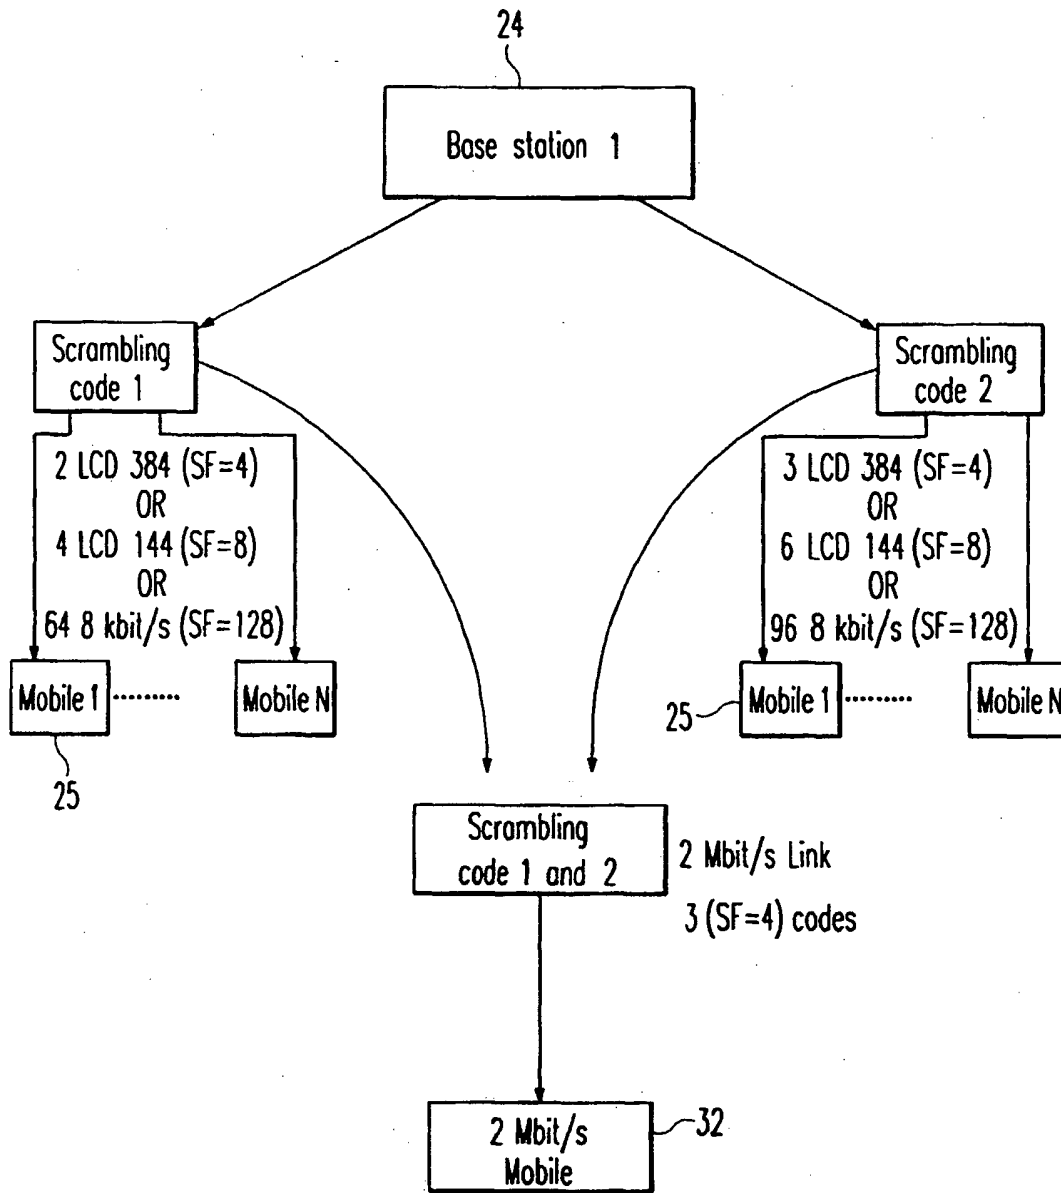 24
Base station 1
Scrambling
code 1
Scrambling
code 2
2 LCD 384 (SF=4)
OR
4 LCD 144 (SF=8)
OR
64 8 kbit/s (SF=128)
3 LCD 384 (SF=4)
OR
6 LCD 144 (SF=8)
OR
96 8 kbit/s (SF=128)
Mobile 1 ......... Mobile N
25
25
Mobile 1 ......... Mobile N
Scrambling
code 1 and 2
2 Mbit/s Link
3 (SF=4) codes
2 Mbit/s
Mobile
32